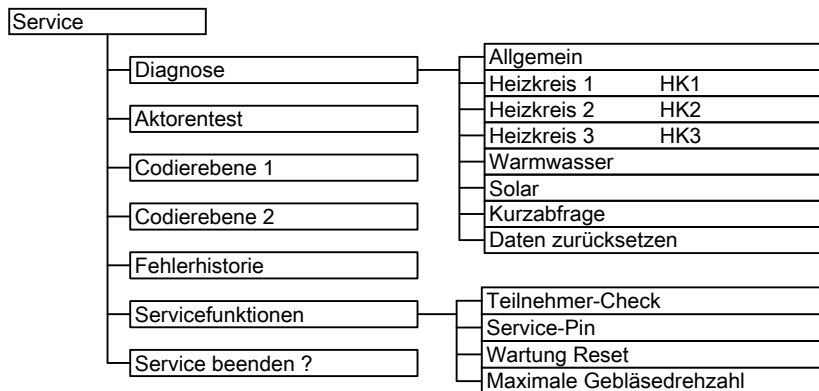 Service
Diagnose
Allgemein
Heizkreis 1 HK1
Heizkreis 2 HK2
Heizkreis 3 HK3
Warmwasser
Solar
Kurzabfrage
Daten zurücksetzen
Aktorentest
Codierebene 1
Codierebene 2
Fehlerhistorie
Servicefunktionen
Teilnehmer-Check
Service-Pin
Wartung Reset
Maximale Gebläsedrehzahl
Service beenden ?